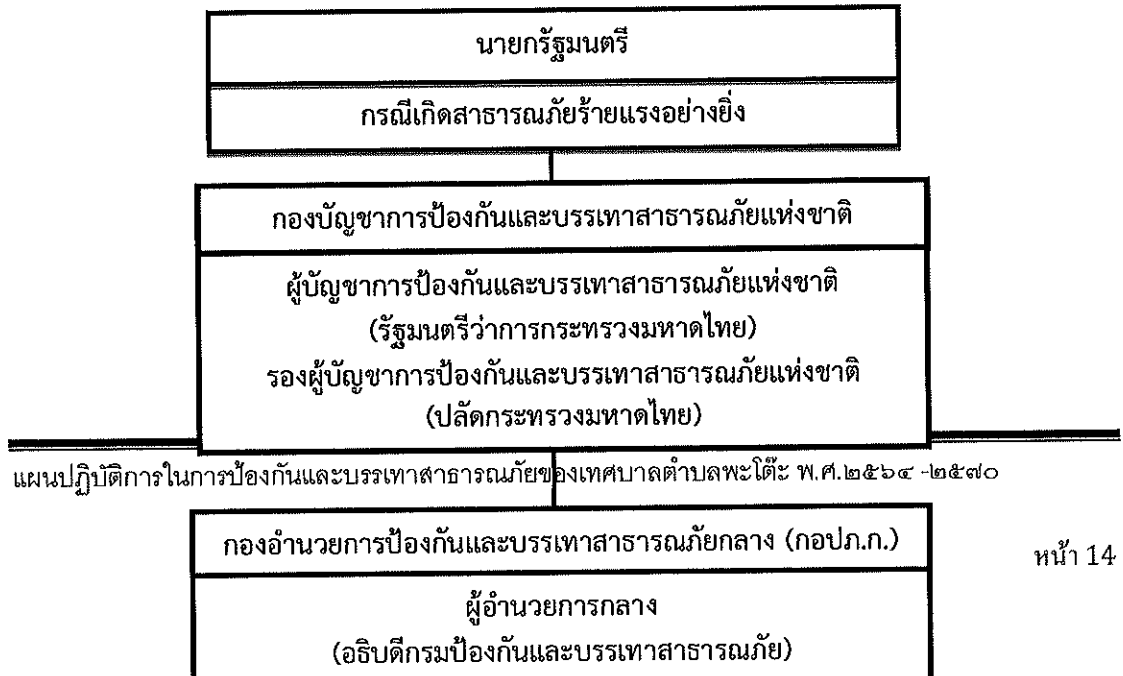 นายกรัฐมนตรี
กรณีเกิดสาธารณภัยร้ายแรงอย่างยิ่ง
กองบัญชาการป้องกันและบรรเทาสาธารณภัยแห่งชาติ
ผู้บัญชาการป้องกันและบรรเทาสาธารณภัยแห่งชาติ
(รัฐมนตรีว่าการกระทรวงมหาดไทย)
รองผู้บัญชาการป้องกันและบรรเทาสาธารณภัยแห่งชาติ
(ปลัดกระทรวงมหาดไทย)
แผนปฏิบัติการในการป้องกันและบรรเทาสาธารณภัยของเทศบาลตำบลพะโต๊ะ พ.ศ.๒๕๖๔ -๒๕๗๐
กองอำนวยการป้องกันและบรรเทาสาธารณภัยกลาง (กอปภ.ก.)
หน้า 14
ผู้อำนวยการกลาง
(อธิบดีกรมป้องกันและบรรเทาสาธารณภัย)